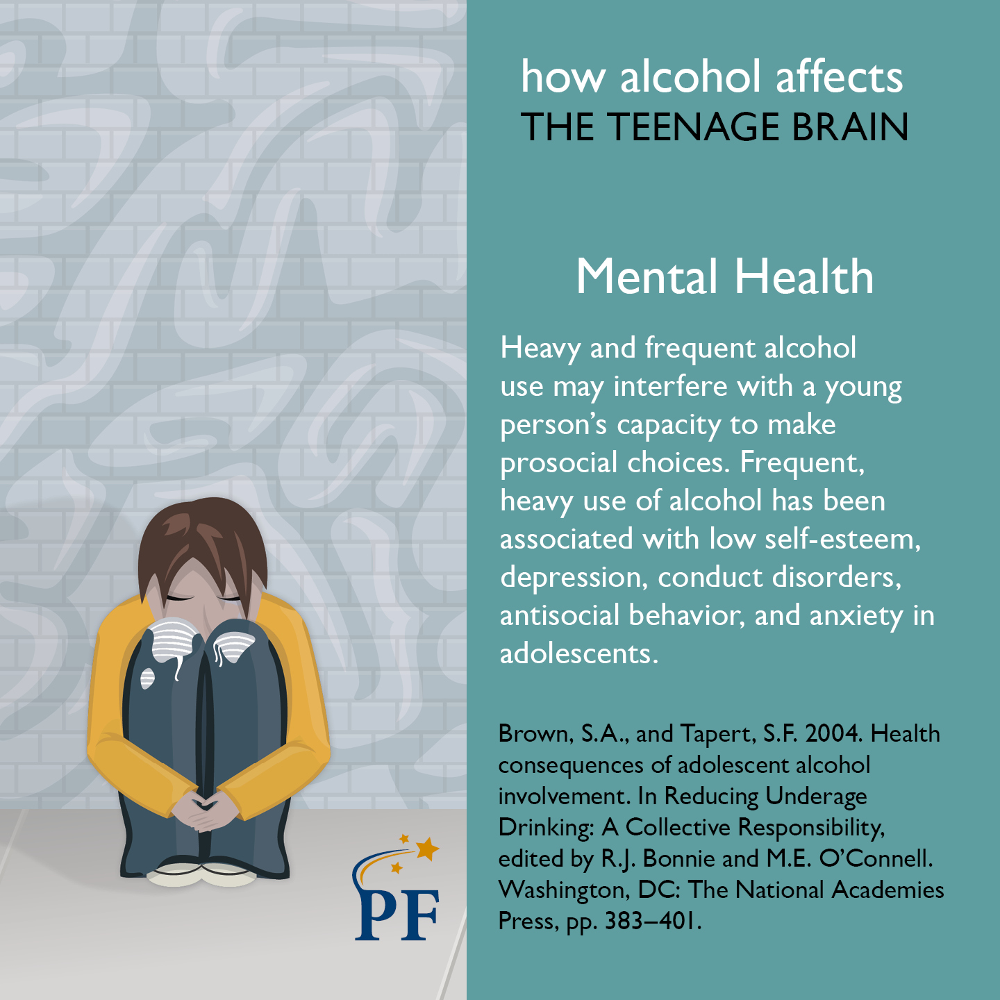 how alcohol affects
THE TEENAGE BRAIN
Mental Health
Heavy and frequent alcohol
use may interfere with a young
person’s capacity to make
prosocial choices. Frequent,
heavy use of alcohol has been
associated with low self-esteem,
depression, conduct disorders,
antisocial behavior, and anxiety in
adolescents.
Brown, S.A., and Tapert, S.F. 2004. Health
consequences of adolescent alcohol
involvement. In Reducing Underage
Drinking: A Collective Responsibility,
edited by R.J. Bonnie and M.E. O’Connell.
Washington, DC: The National Academies
Press, pp. 383–401.
PF